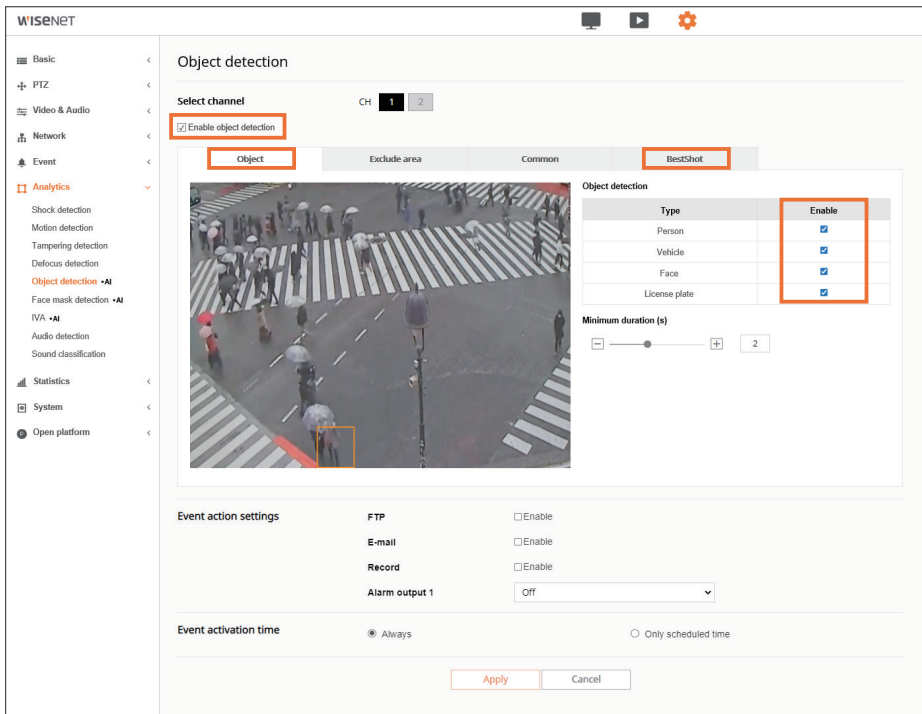 WISENET
Basic
PTZ
Video & Audio
Network
Event
Analytics
Shock detection
Motion detection
Tampering detection
Defocus detection
Object detection •AI
Face mask detection •AI
IVA •AI
Audio detection
Sound classification
Statistics
System
P Open platform
Object detection
Select channel CH 1 2
Enable object detection
Object Exclude area Common BestShot
Object detection
Type Enable
Person
Vehicle
Face
License plate
Minimum duration (s)
2
Event action settings FTP Enable
E-mail Enable
Record Enable
Alarm output 1 Off
Event activation time Always Only scheduled time
Apply Cancel